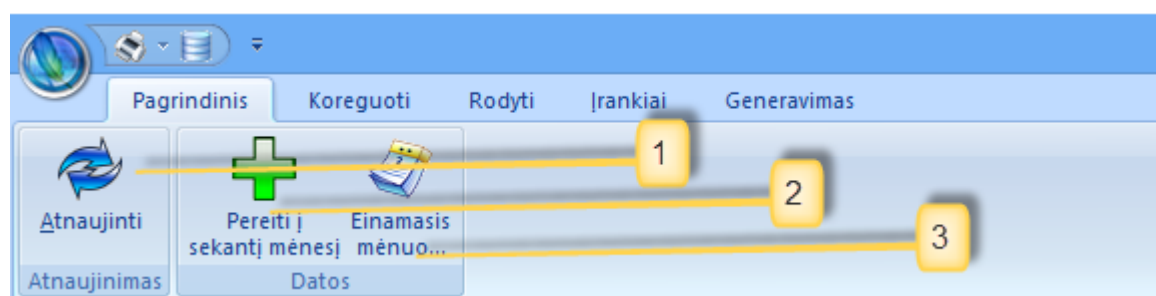 Pagrindinis Koreguoti Rodyti Įrankiai Generavimas
1
2
3
Atnaujinti
Pereiti į
sekantį mėnesį
Einamasis
mėnuo...
Atnaujinimas
Datos